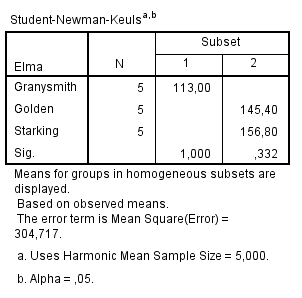 Student-Newman-Keuls a,b
Subset
Elma N 1 2
Granysmith 5 113,00
Golden 5 145,40
Starking 5 156,80
Sig. 1,000 ,332
Means for groups in homogeneous subsets are
displayed.
Based on observed means.
The error term is Mean Square(Error) =
304,717.
a. Uses Harmonic Mean Sample Size = 5,000.
b. Alpha = ,05.